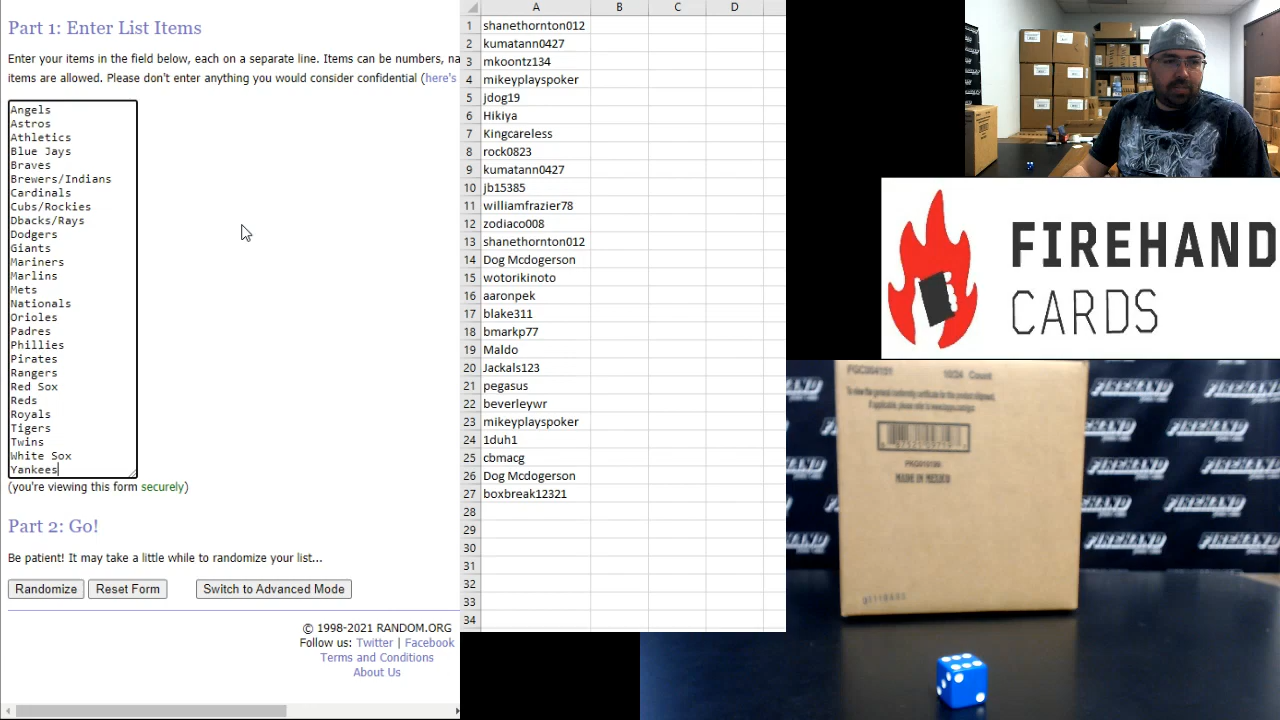 Part 1: Enter List Items
Enter your items in the field below, each on a separate line. Items can be numbers, na
items are allowed. Please don't enter anything you would consider confidential (here's
Angels
Astros
Athletics
Blue Jays
Braves
Brewers/Indians
Cardinals
Cubs/Rockies
Dbacks/Rays
Dodgers
Giants
Mariners
Marlins
Mets
Nationals
Orioles
Padres
Phillies
Pirates
Rangers
Red Sox
Reds
Royals
Tigers
Twins
White Sox
Yankees
(you're viewing this form securely)
Part 2: Go!
Be patient! It may take a little while to randomize your list...
Randomize Reset Form Switch to Advanced Mode
© 1998-2021 RANDOM.ORG
Follow us: Twitter | Facebook
Terms and Conditions
About Us
A B C D
1 shanethornton012
2 kumatann0427
3 mkoontz134
4 mikeyplayspoker
5 jdog19
6 Hikiya
7 Kingcareless
8 rock0823
9 kumatann0427
10 jb15385
11 williamfrazier78
12 zodiaco008
13 shanethornton012
14 Dog Mcdogerson
15 wotorikinoto
16 aaronpek
17 blake311
18 bmarkp77
19 Maldo
20 Jackals123
21 pegasus
22 beverleywr
23 mikeyplayspoker
24 1duh1
25 cbmacg
26 Dog Mcdogerson
27 boxbreak12321
28
29
30
31
32
33
34
FIREHAND
CARDS
MADE IN MEXICO
FIREHAND
FIREHAND
FIREHAND
FIREHAND